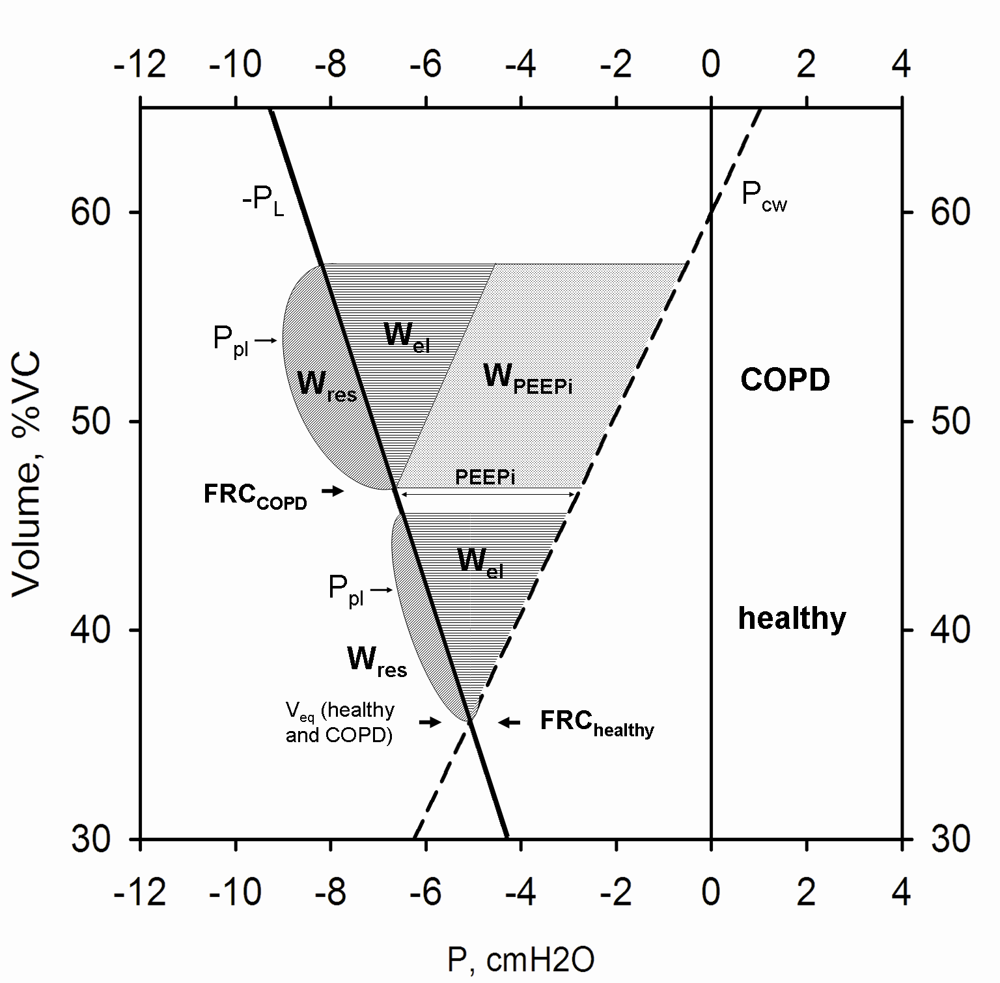 -12 -10 -8 -6 -4 -2 0 2 4
-PL
Pcw
60 60
Wel
Ppl
WPEEPi
Wres
COPD
50 50
PEEPi
FRCCOPD
Volume, %VC
Wel
Ppl
healthy
40 40
Wres
Veq (healthy
and COPD)
FRChealthy
30 30
-12 -10 -8 -6 -4 -2 0 2 4
P, cmH2O